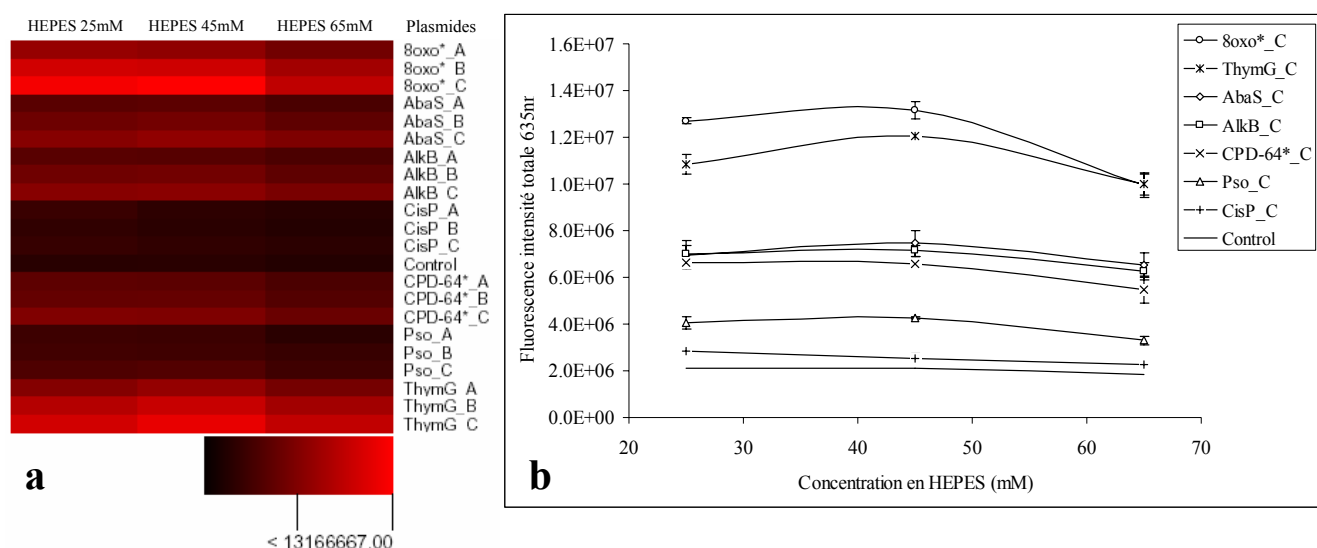 HEPES 25mM HEPES 45mM HEPES 65mM Plasmides
8oxo*_A
8oxo*_B
8oxo*_C
AbaS_A
AbaS_B
AbaS_C
AlkB_A
AlkB_B
AlkB_C
CisP_A
CisP_B
CisP_C
Control
CPD-64*_A
CPD-64*_B
CPD-64*_C
Pso_A
Pso_B
Pso_C
ThymG_A
ThymG_B
ThymG_C
a
< 13166667.00
Fluorescence intensité totale 635nr
1.6E+07
1.4E+07
1.2E+07
1.0E+07
8.0E+06
6.0E+06
4.0E+06
2.0E+06
0.0E+00
20 30 40 50 60 70
b
Concentration en HEPES (mM)
8oxo*_C
ThymG_C
AbaS_C
AlkB_C
CPD-64*_C
Pso_C
CisP_C
Control